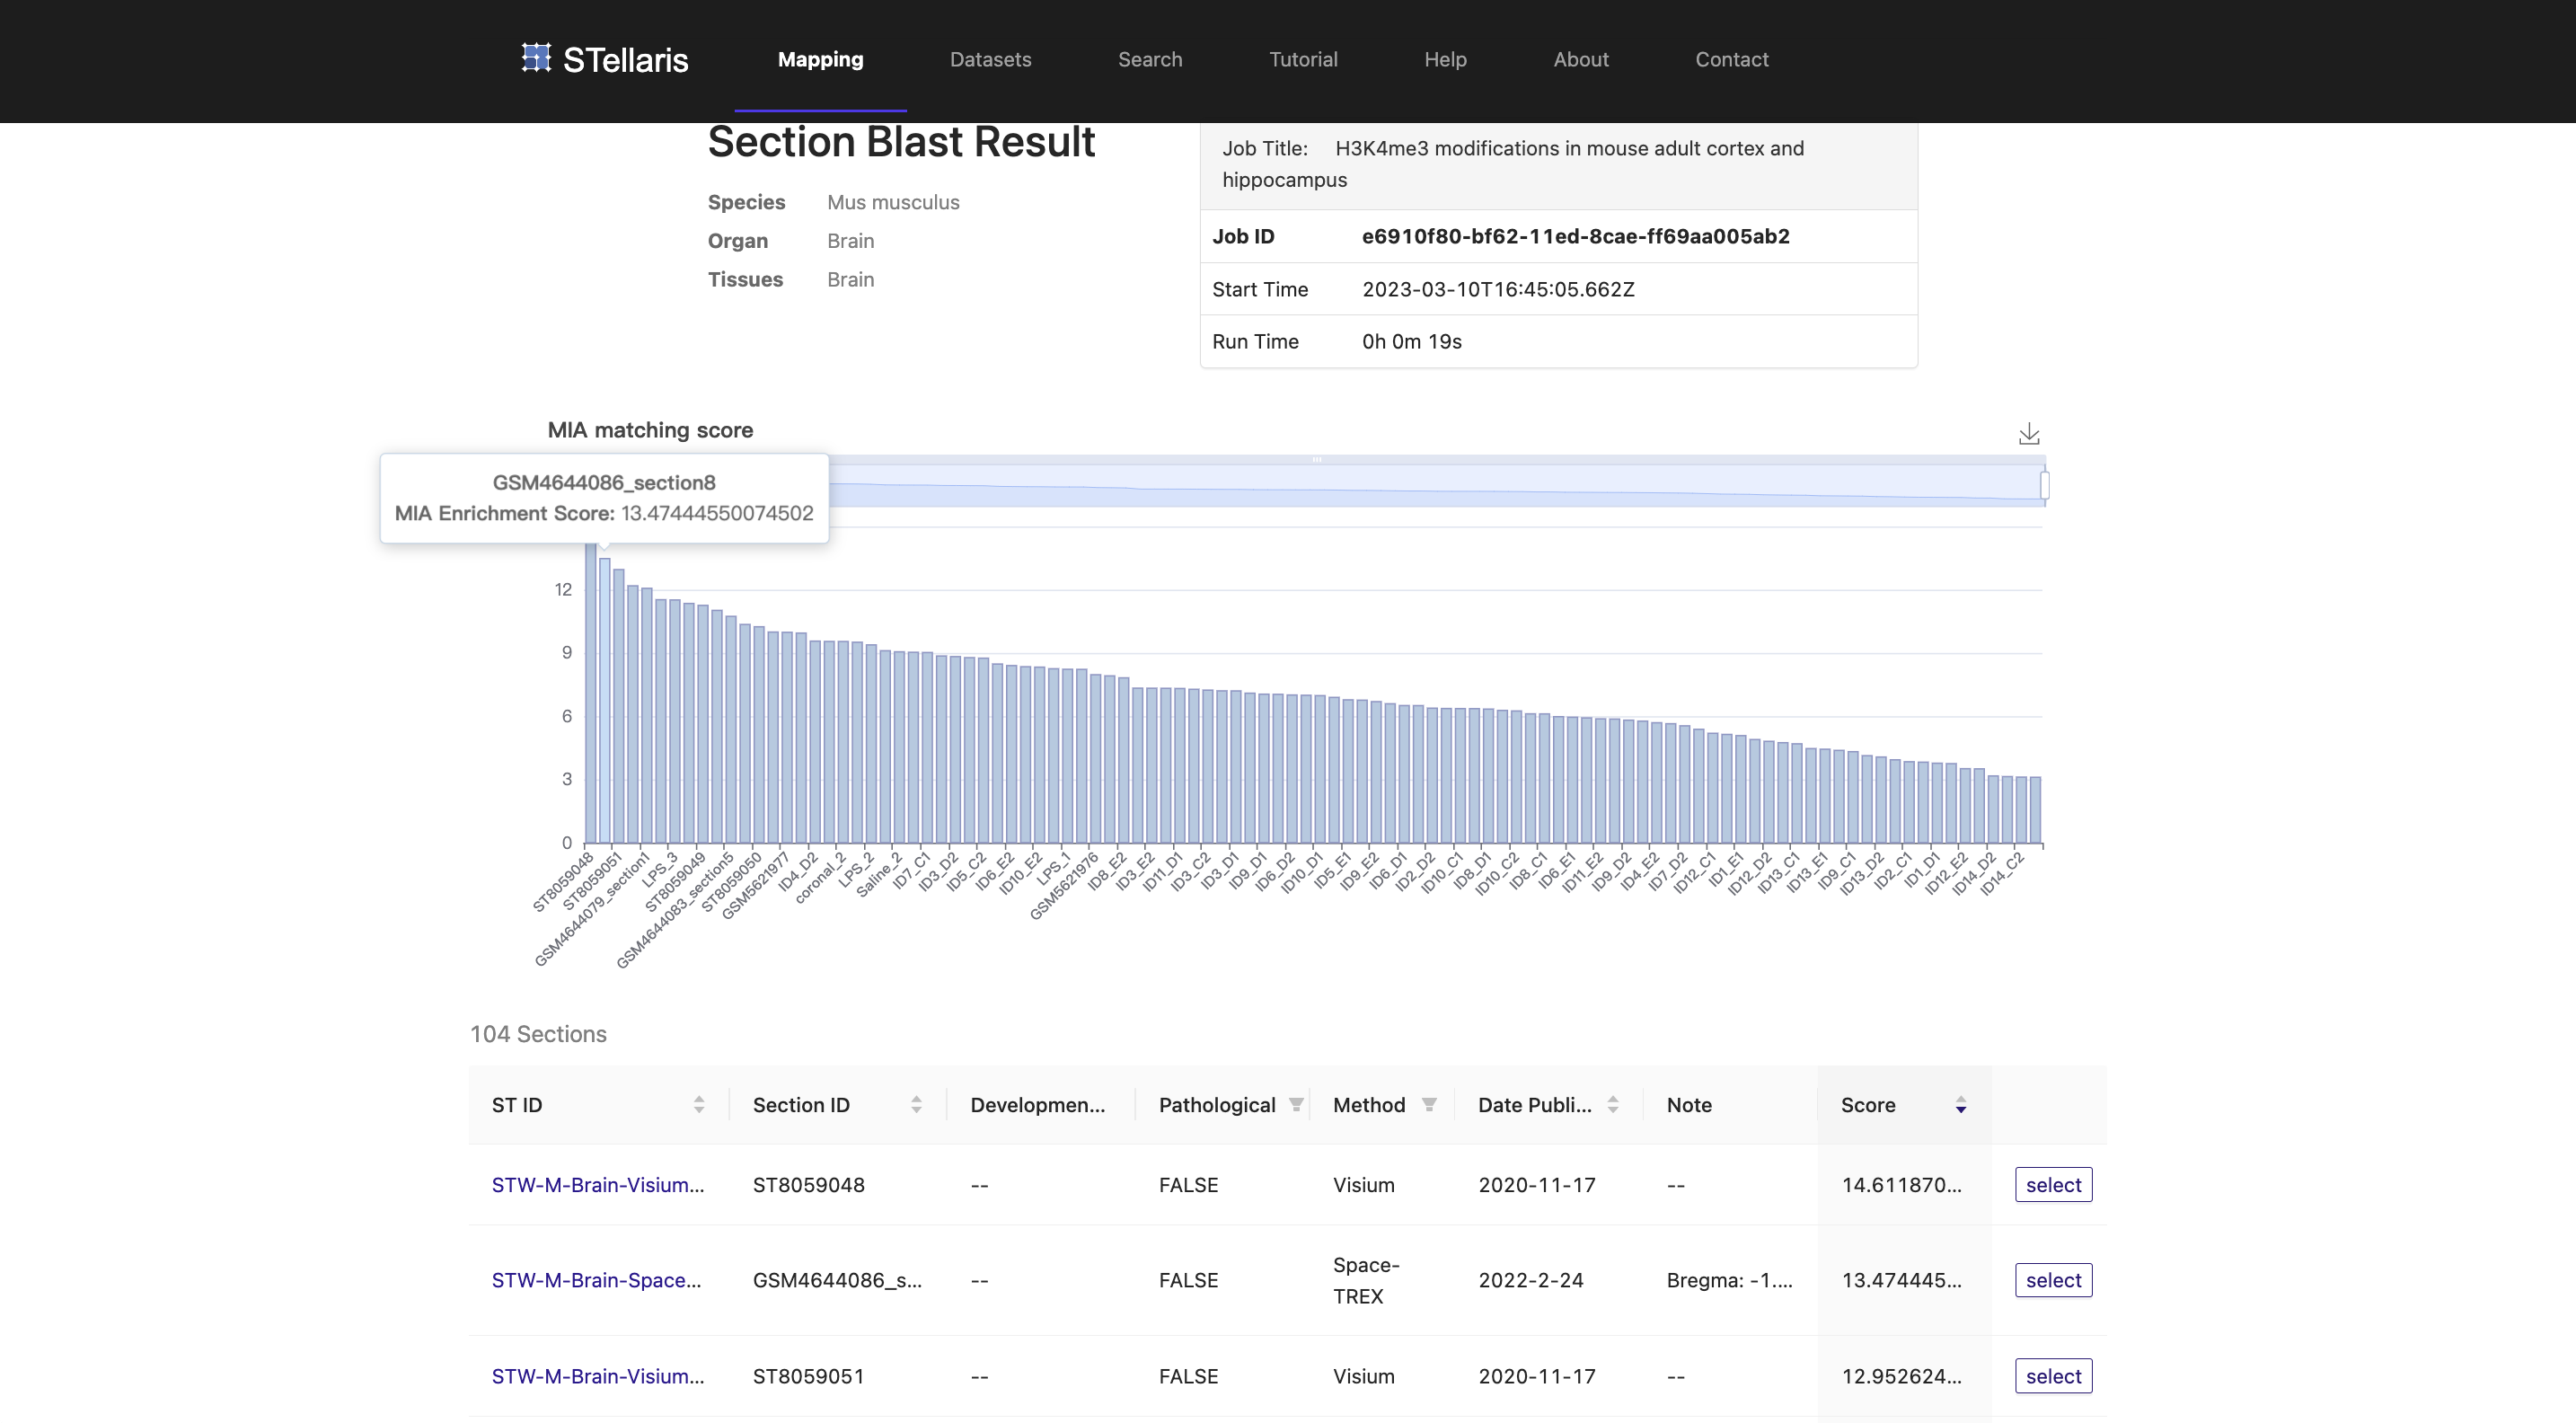 STellaris
Mapping
Datasets
Search
Tutorial
Help
About
Contact
Section Blast Result
Species Mus musculus
Organ Brain
Tissues Brain
Job Title: H3K4me3 modifications in mouse adult cortex and
hippocampus
Job ID e6910f80-bf62-11ed-8cae-ff69aa005ab2
Start Time 2023-03-10T16:45:05.662Z
Run Time 0h 0m 19s
MIA matching score
GSM4644086_section8
MIA Enrichment Score: 13.47444550074502
12
9
6
3
0
ST8059048
ST8059051
GSM4644079_section1
LPS_3
ST8059049
GSM4644083_section5
ST8059050
GSM5621977
ID4_D2
coronal_2
LPS_2
Saline_2
ID7_C1
ID3_D2
ID5_C2
ID6_E2
ID10_E2
LPS_1
GSM5621976
ID8_E2
ID3_E2
ID11_D1
ID3_C2
ID3_D1
ID9_D1
ID6_D2
ID10_D1
ID5_E1
ID9_E2
ID6_D1
ID2_D2
ID10_C1
ID8_D1
ID10_C2
ID8_C1
ID6_E1
ID11_E2
ID9_D2
ID4_E2
ID7_D2
ID12_C1
ID1_E1
ID12_D2
ID13_C1
ID13_E1
ID9_C1
ID13_D2
ID2_C1
ID1_D1
ID12_E2
ID14_D2
ID14_C2
104 Sections
ST ID Section ID Developmen... Pathological Method Date Publi... Note Score
STW-M-Brain-Visium... ST8059048 -- FALSE Visium 2020-11-17 -- 14.611870... select
STW-M-Brain-Space... GSM4644086_s... -- FALSE Space-
TREX 2022-2-24 Bregma: -1.... 13.474445... select
STW-M-Brain-Visium... ST8059051 -- FALSE Visium 2020-11-17 -- 12.952624... select